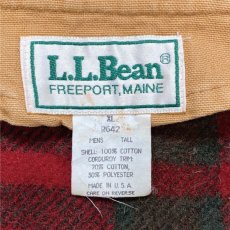 L.L.Bean
FREEPORT, MAINE
XL
2G42
MENS TALL
SHELL: 100% COTTON
CORDUROY TRIM:
70% COTTON,
30% POLYESTER
MADE IN U.S.A.
CARE ON REVERSE